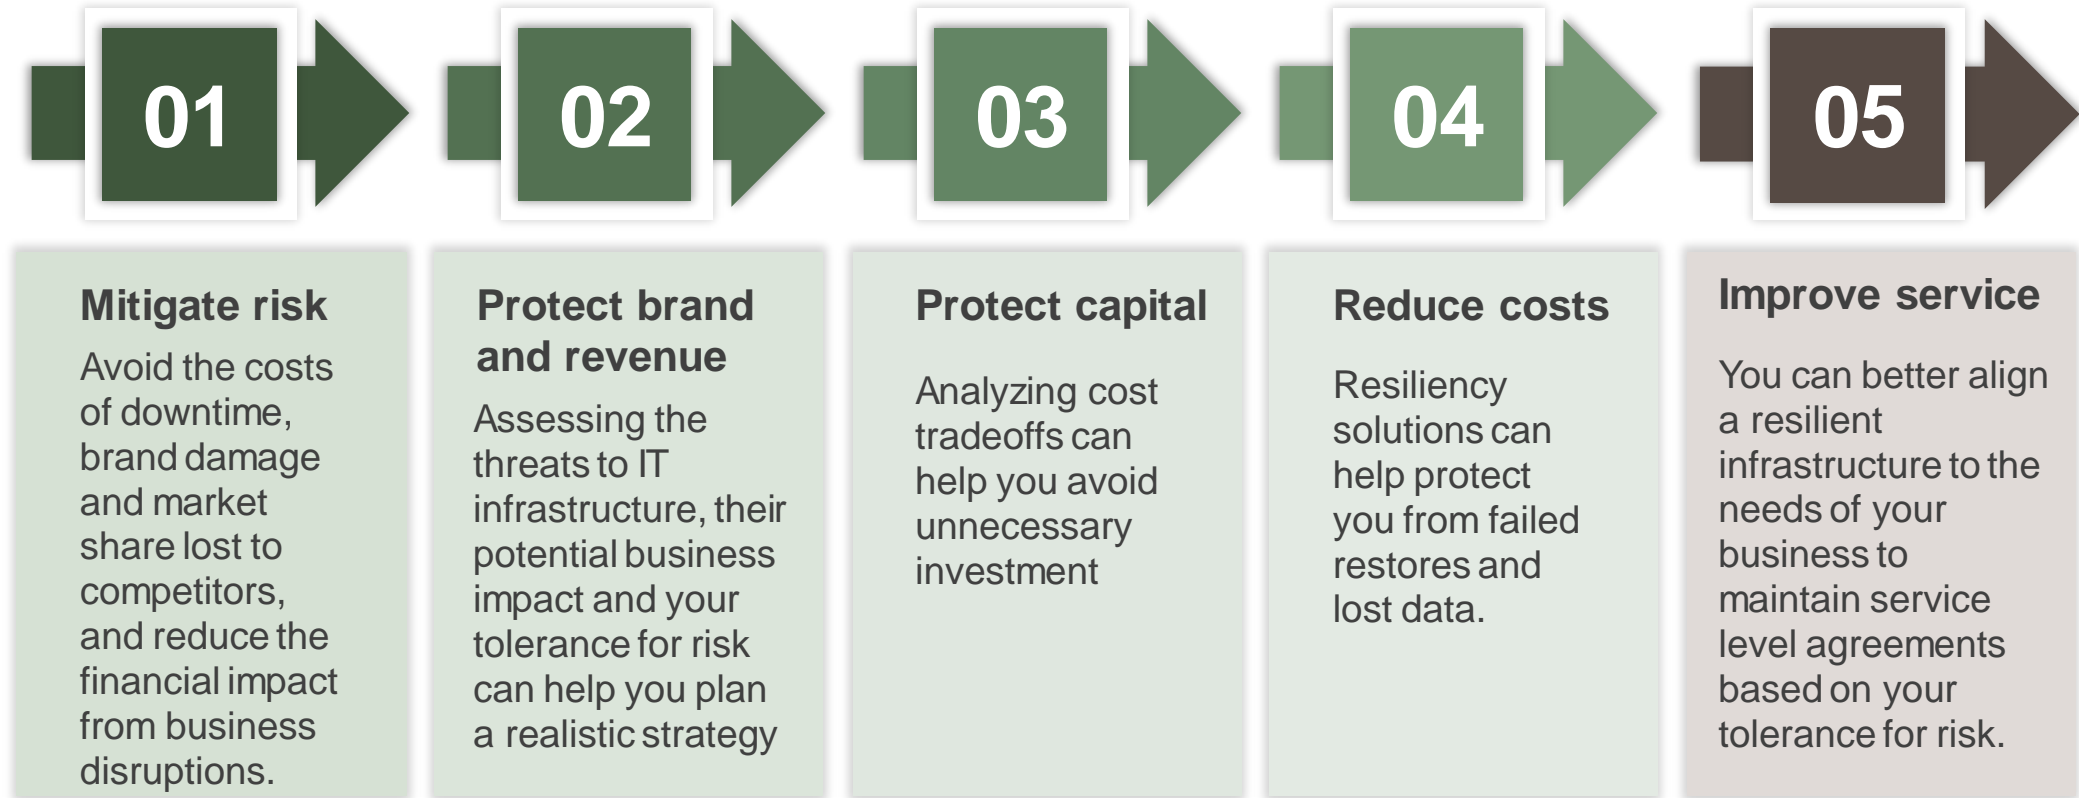 01
02
03
04
05
Mitigate risk
Avoid the costs
of downtime,
brand damage
and market
share lost to
competitors,
and reduce the
financial impact
from business
disruptions.
Protect brand
and revenue
Assessing the
threats to IT
infrastructure, their
potential business
impact and your
tolerance for risk
can help you plan
a realistic strategy
Protect capital
Analyzing cost
tradeoffs can
help you avoid
unnecessary
investment
Reduce costs
Resiliency
solutions can
help protect
you from failed
restores and
lost data.
Improve service
You can better align
a resilient
infrastructure to the
needs of your
business to
maintain service
level agreements
based on your
tolerance for risk.